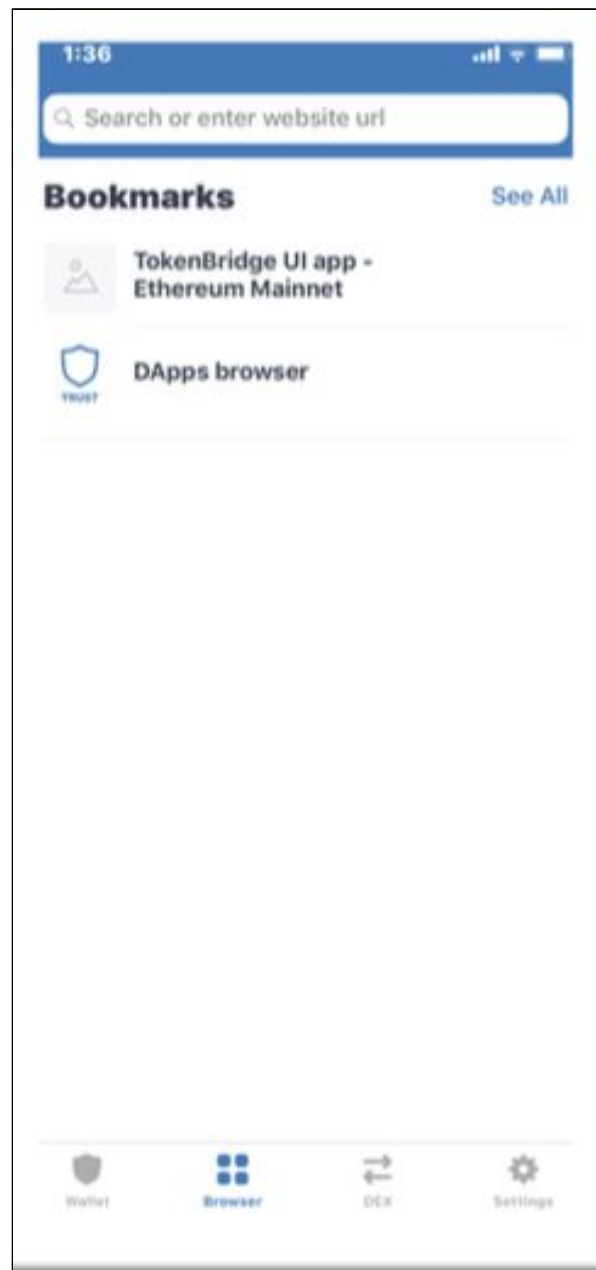 1:36
Search or enter website url
Bookmarks
See All
TokenBridge UI app -
Ethereum Mainnet
DApps browser
TRUST
Wallet
Browser
DEX
Settings